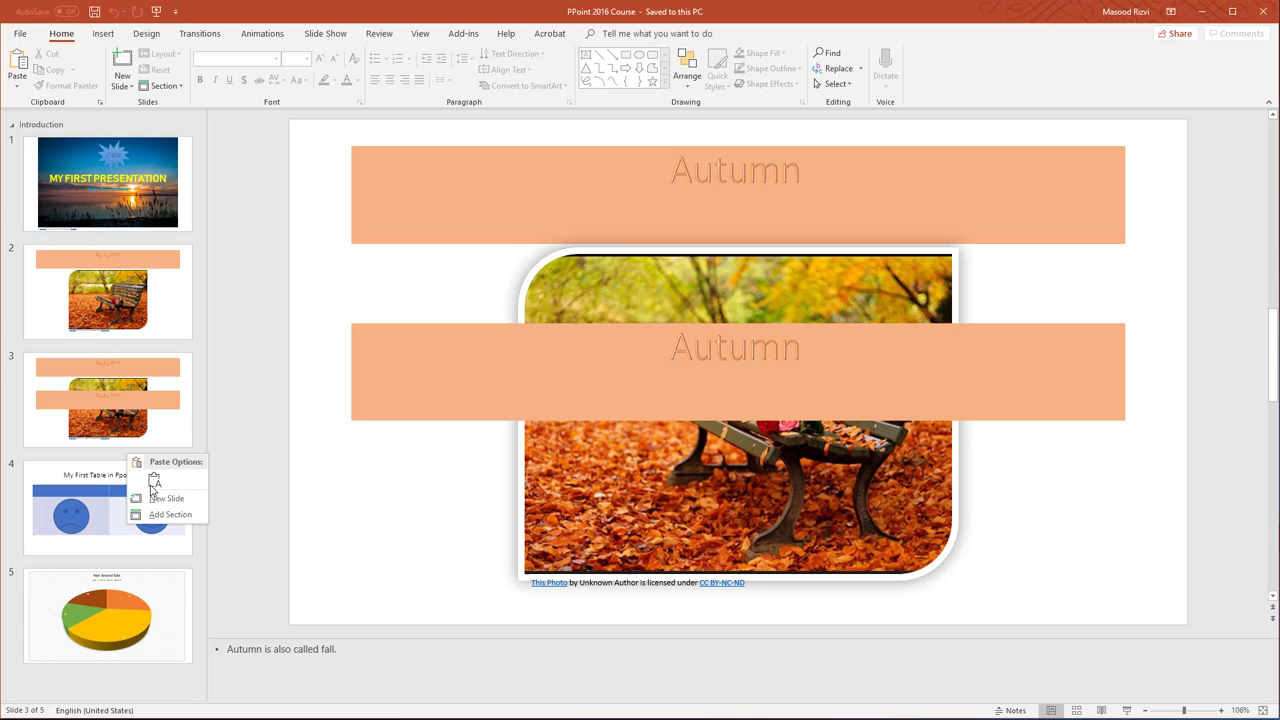 AutoSave Off
PPoint 2016 Course - Saved to this PC
Masood Rizvi
File Home Insert Design Transitions Animations Slide Show Review View Add-ins Help Acrobat Tell me what you want to do
Share Comments
Paste
Cut
Copy
Format Painter
Clipboard
New
Slide
Layout
Reset
Section
Slides
Font
Text Direction
Align Text
Convert to SmartArt
Paragraph
Arrange
Quick
Styles
Shape Fill
Shape Outline
Shape Effects
Drawing
Find
Replace
Select
Editing
Dictate
Voice
Introduction
1
MY FIRST PRESENTATION
2
Autumn
3
Autumn
Autumn
4
My First Table in Ppo
Paste Options:
New Slide
Add Section
5
Autumn
Autumn
This Photo by Unknown Author is licensed under CC BY-NC-ND
• Autumn is also called fall.
Slide 3 of 5 English (United States)
Notes
106%